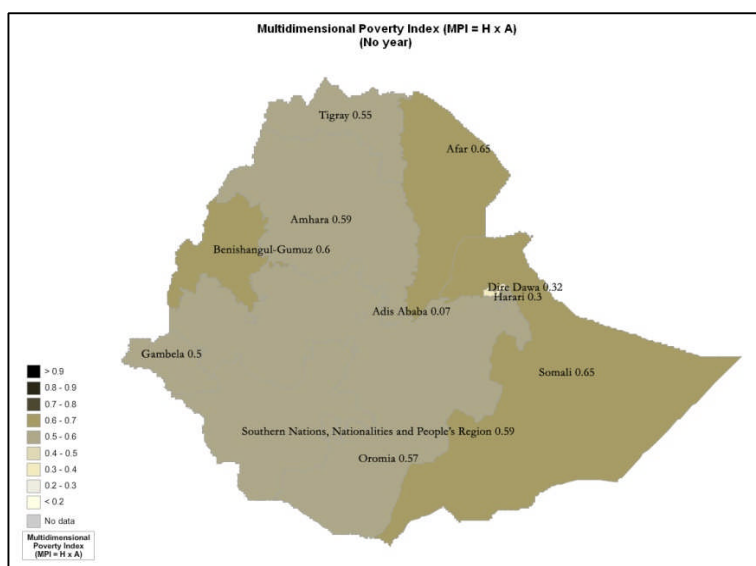 Multidimensional Poverty Index (MPI = H x A)
(No year)
Tigray 0.55
Afar 0.65
Amhara 0.59
Benishangul-Gumuz 0.6
Dire Dawa 0.32
Harari 0.3
Adis Ababa 0.07
Gambela 0.5
Somali 0.65
Southern Nations, Nationalities and People's Region 0.59
Oromia 0.57
> 0.9
0.8 - 0.9
0.7 - 0.8
0.6 - 0.7
0.5 - 0.6
0.4 - 0.5
0.3 - 0.4
0.2 - 0.3
< 0.2
No data
Multidimensional
Poverty Index
(MPI = H x A)